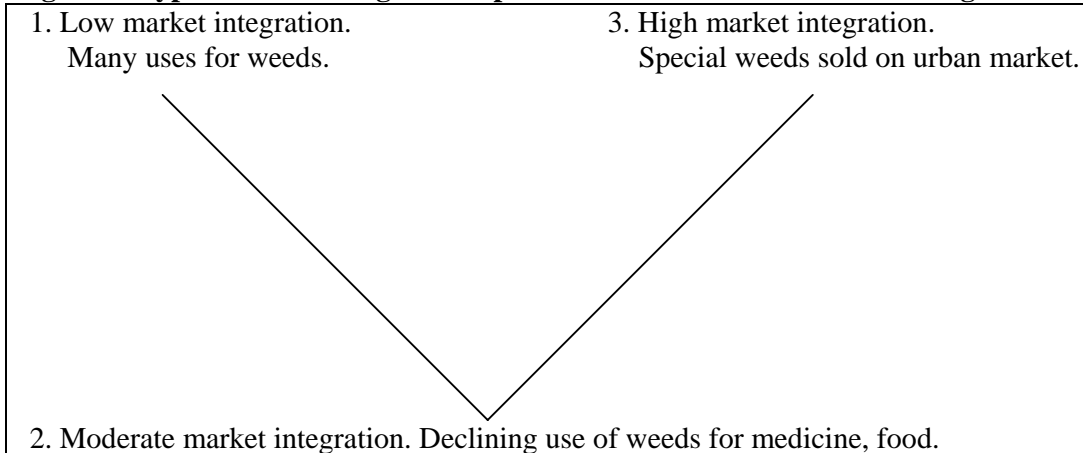 1. Low market integration.
Many uses for weeds.
3. High market integration.
Special weeds sold on urban market.
2. Moderate market integration. Declining use of weeds for medicine, food.